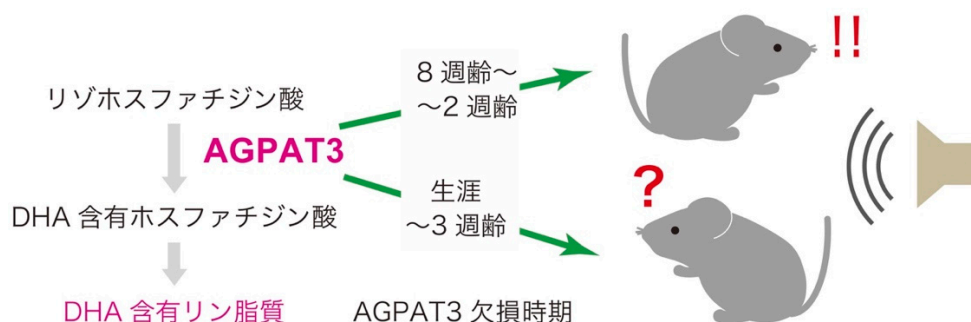 リゾホスファチジン酸
AGPAT3
DHA 含有ホスファチジン酸
DHA 含有リン脂質
8 週齢〜
〜2 週齢
生涯
〜3 週齢
AGPAT3 欠損時期
!!
?